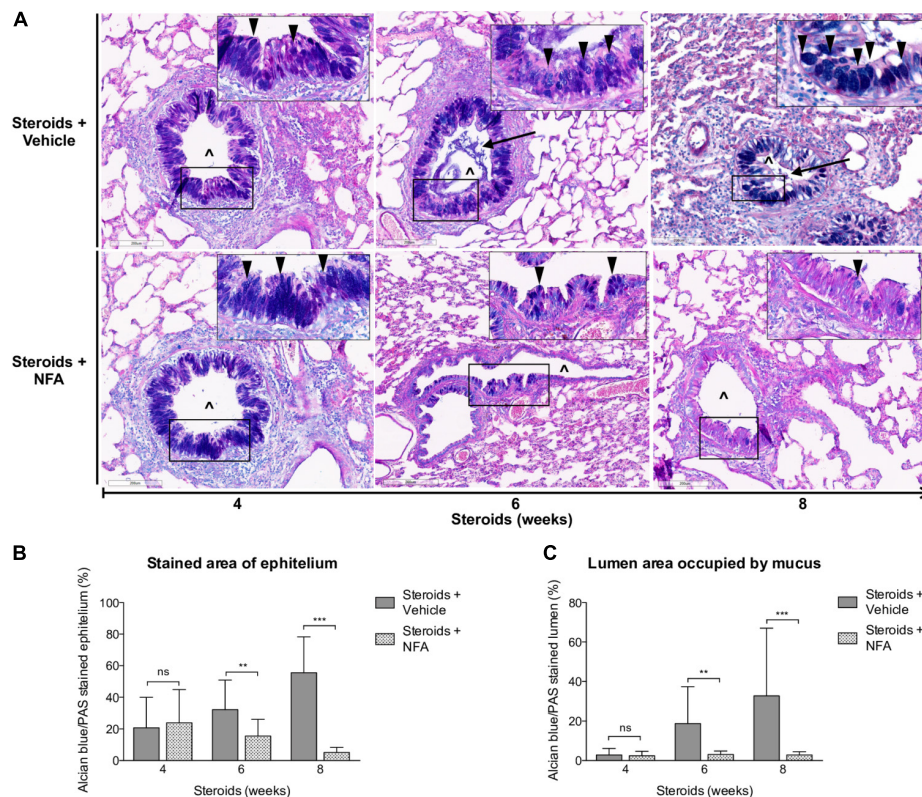 A
Steroids +
Vehicle
^
^
^
Steroids +
NFA
^
^
^
4
6
8
Steroids (weeks)
B
Stained area of ephitelium
Alcian blue/PAS stained ephitelium (%)
100
80
60
40
20
0
ns
**
***
4
6
8
Steroids (weeks)
Steroids +
Vehicle
Steroids +
NFA
C
Lumen area occupied by mucus
Alcian blue/PAS stained lumen (%)
80
60
40
20
0
ns
**
***
4
6
8
Steroids (weeks)
Steroids +
Vehicle
Steroids +
NFA